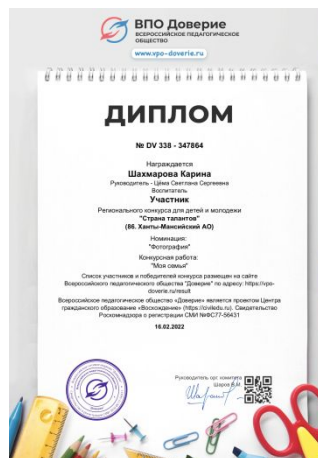 ВПО Доверие
ВСЕРОССИЙСКОЕ ПЕДАГОГИЧЕСКОЕ
ОБЩЕСТВО
www.vpo-doverie.ru
ДИПЛОМ
№ DV 338 - 347864
Награждается
Шахмарова Карина
Руководитель - Цёма Светлана Сергеевна
Воспитатель
Участник
Регионального конкурса для детей и молодежи
"Страна талантов"
(86. Ханты-Мансийский АО)
Номинация:
"Фотография"
Конкурсная работа:
"Моя семья"
Список участников и победителей конкурса размещен на сайте
Всероссийского педагогического общества "Доверие" по адресу: https://vpo-
doverie.ru/result
Всероссийское педагогическое общество «Доверие» является проектом Центра
гражданского образования «Восхождение» (https://civiledu.ru). Свидетельство
Роскомнадзора о регистрации СМИ №ФС77-56431
16.02.2022
Руководитель орг. комитета
Шаров В.М.